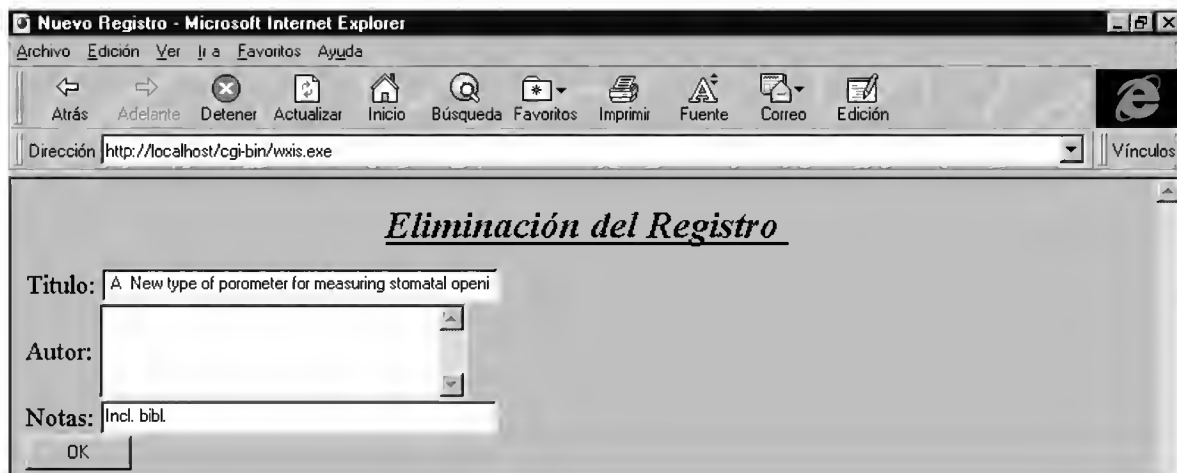 Nuevo Registro - Microsoft Internet Explorer
Archivo Edición Ver Ir a Favoritos Ayuda
Atrás Adelante Detener Actualizar Inicio Búsqueda Favoritos Imprimir Fuente Correo Edición
Dirección http://localhost/cgi-bin/wxis.exe Vínculos
Eliminación del Registro
Titulo: A New type of porometer for measuring stomatal openi
Autor:
Notas: Incl. bibl.
OK